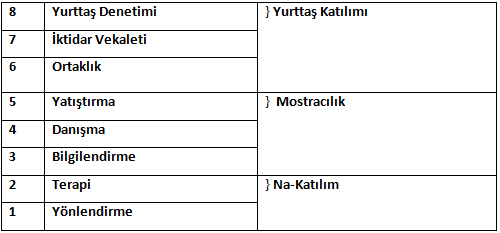 8 Yurttaş Denetimi } Yurttaş Katılımı
7 İktidar Vekaleti
6 Ortaklık
5 Yatıştırma } Mostracılık
4 Danışma
3 Bilgilendirme
2 Terapi } Na-Katılım
1 Yönlendirme